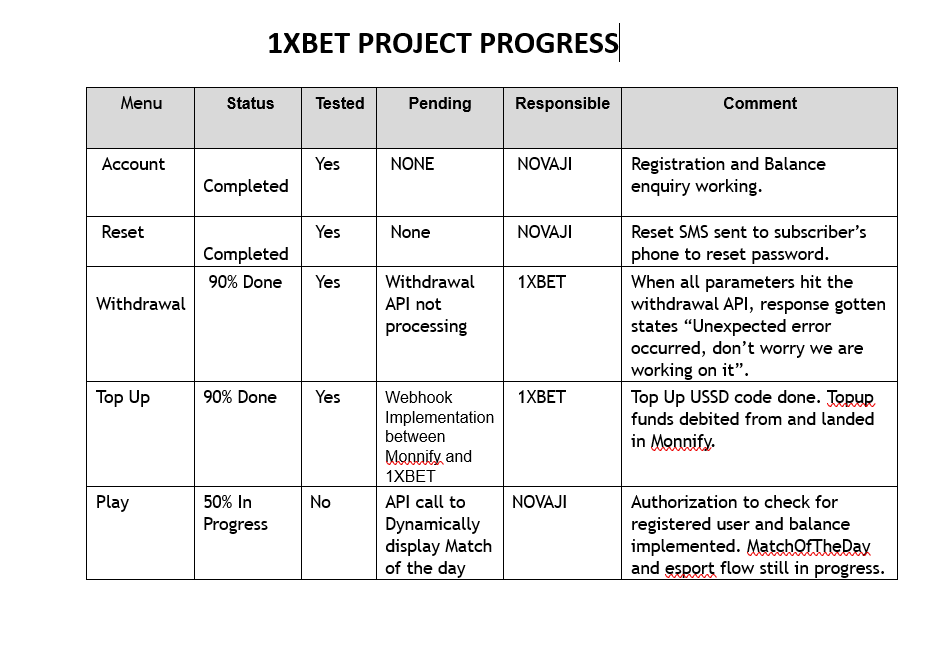 1XBET PROJECT PROGRESS
Menu Status Tested Pending Responsible Comment
Account Yes NONE NOVAJI Registration and Balance
Completed enquiry working.
Reset Yes None NOVAJI Reset SMS sent to subscriber’s
Completed phone to reset password.
90% Done Yes Withdrawal 1XBET When all parameters hit the
Withdrawal API not withdrawal API, response gotten
processing states “Unexpected error
occurred, don’t worry we are
working on it”.
Top Up 90% Done Yes Webhook 1XBET Top Up USSD code done. Topup
Implementation funds debited from and landed
between in Monnify.
Monnify and
1XBET
Play 50% In No API call to NOVAJI Authorization to check for
Progress Dynamically registered user and balance
display Match implemented. MatchOfTheDay
of the day and esport flow still in progress.